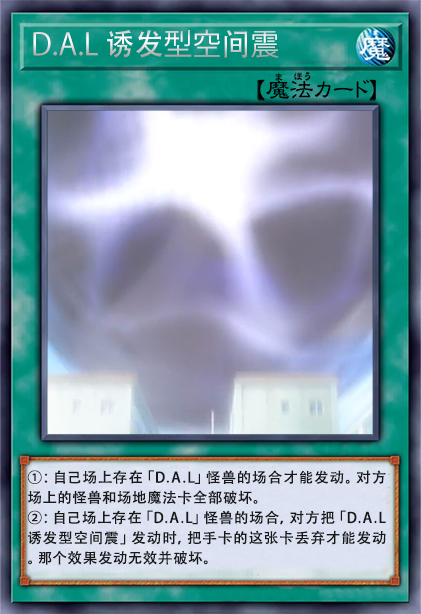 D.A.L 诱发型空间震
魔
【魔法カード】
ま ほう
①：自己场上存在「D.A.L」怪兽的场合才能发动。对方
场上的怪兽和场地魔法卡全部破坏。
②：自己场上存在「D.A.L」怪兽的场合, 对方把「D.A.L
诱发型空间震」发动时, 把手卡的这张卡丢弃才能发动
。那个效果发动无效并破坏。